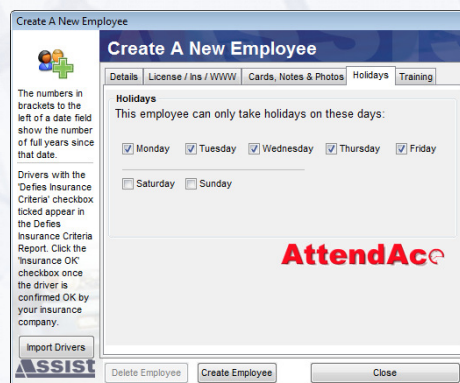 Create A New Employee
Create A New Employee
Details License / Ins / WWW Cards, Notes & Photos Holidays Training
The numbers in
brackets to the
left of a date field
show the number
of full years since
that date.
Drivers with the
'Defies Insurance
Criteria' checkbox
ticked appear in
the Defies
Insurance Criteria
Report. Click the
'Insurance OK'
checkbox once
the driver is
confirmed OK by
your insurance
company.
Import Drivers
ASSIST
Holidays
This employee can only take holidays on these days:
Monday Tuesday Wednesday Thursday Friday
Saturday Sunday
AttendAce
Delete Employee Create Employee Close